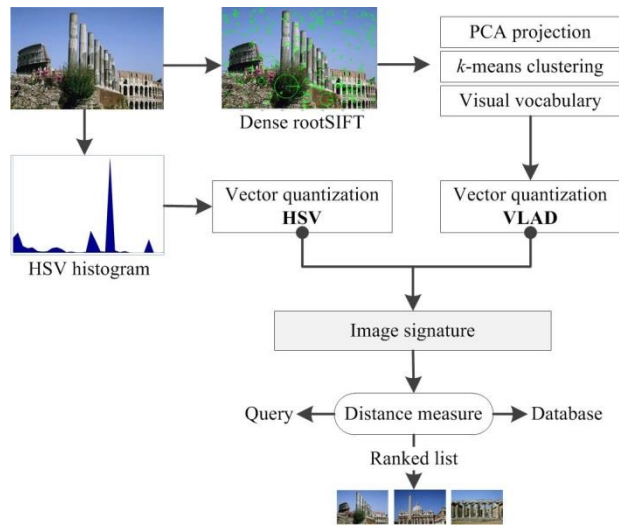 PCA projection
k-means clustering
Visual vocabulary
Dense rootSIFT
Vector quantization
HSV
Vector quantization
VLAD
HSV histogram
Image signature
Query
Distance measure
Database
Ranked list